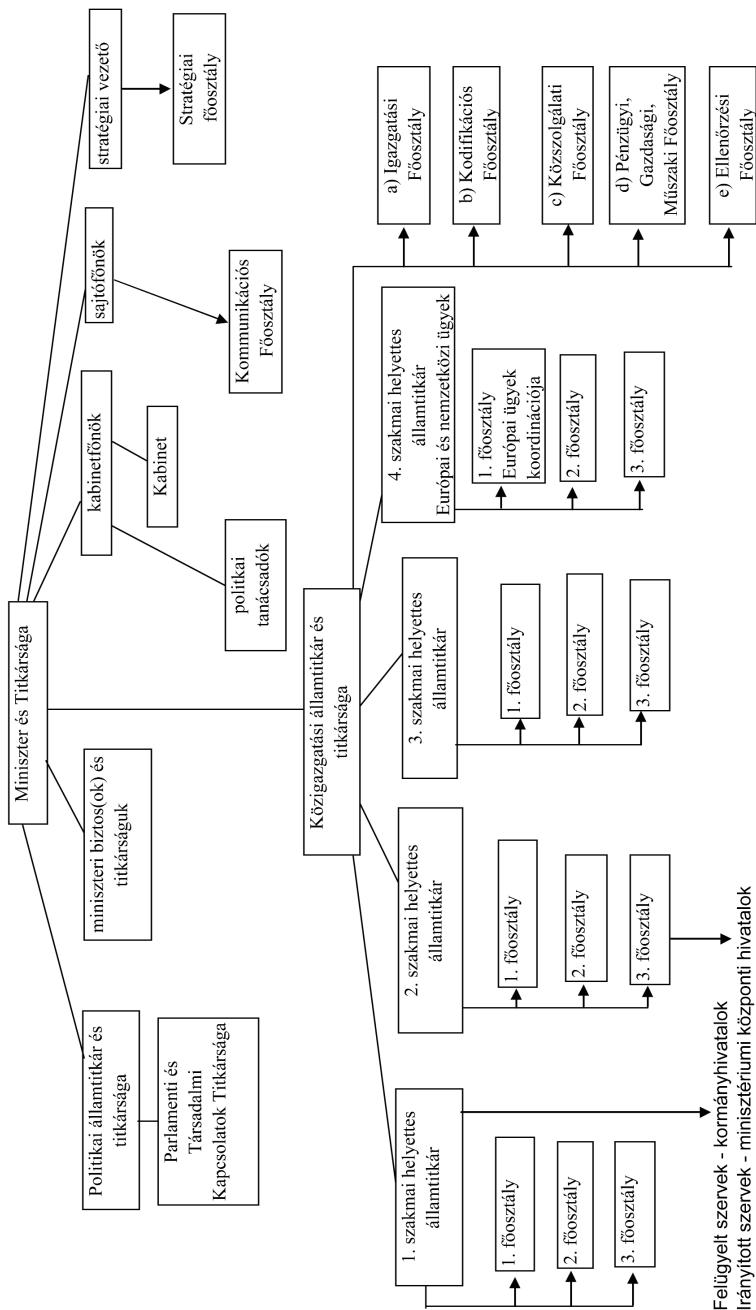 Miniszter és Titkársága
Politikai államtitkár és
titkársága
Parlamenti és
Társadalmi
Kapcsolatok Titkársága
miniszteri biztos(ok) és
titkárságuk
kabinetfőnök
politkai
tanácsadók
Kabinet
sajtófőnök
Kommunikációs
Főosztály
stratégiai vezető
Stratégiai
főosztály
Közigazgatási államtitkár és
titkársága
1. szakmai helyettes
államtitkár
1. főosztály
2. főosztály
3. főosztály
2. szakmai helyettes
államtitkár
1. főosztály
2. főosztály
3. főosztály
3. szakmai helyettes
államtitkár
1. főosztály
2. főosztály
3. főosztály
4. szakmai helyettes
államtitkár
Európai és nemzetközi ügyek
1. főosztály
Európai ügyek
koordinációja
2. főosztály
3. főosztály
a) Igazgatási
Főosztály
b) Kodifikációs
Főosztály
c) Közszolgálati
Főosztály
d) Pénzügyi,
Gazdasági,
Műszaki Főosztály
e) Ellenőrzési
Főosztály
Felügyelt szervek - kormányhivatalok
Irányított szervek - minisztériumi központi hivatalok